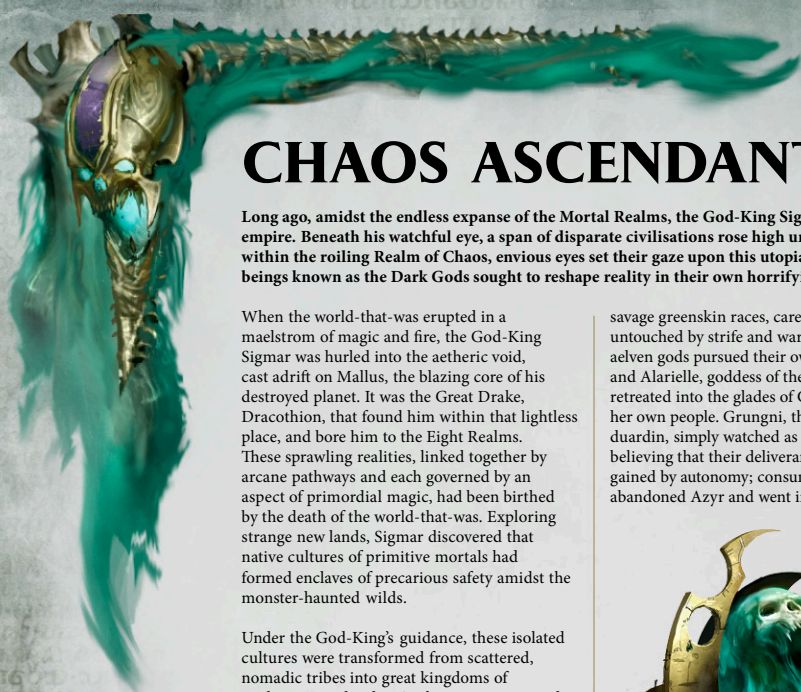 CHAOS ASCENDANT
Long ago, amidst the endless expanse of the Mortal Realms, the God-King Sig
empire. Beneath his watchful eye, a span of disparate civilisations rose high
within the roiling Realm of Chaos, envious eyes set their gaze upon this utopia
beings known as the Dark Gods sought to reshape reality in their own horrify
When the world-that-was erupted in a
maelstrom of magic and fire, the God-King
Sigmar was hurled into the aetheric void,
cast adrift on Mallus, the blazing core of his
destroyed planet. It was the Great Drake,
Dracothion, that found him within that lightless
place, and bore him to the Eight Realms.
These sprawling realities, linked together by
arcane pathways and each governed by an
aspect of primordial magic, had been birthed
by the death of the world-that-was. Exploring
strange new lands, Sigmar discovered that
native cultures of primitive mortals had
formed enclaves of precarious safety amidst the
monster-haunted wilds.
Under the God-King's guidance, these isolated
cultures were transformed from scattered,
nomadic tribes into great kingdoms of
savage greenskin races, care
untouched by strife and war
aelven gods pursued their ow
and Alarielle, goddess of the
retreated into the glades of
her own people. Grungni, th
duardin, simply watched as
believing that their deliveran
gained by autonomy; consu
abandoned Azyr and went i